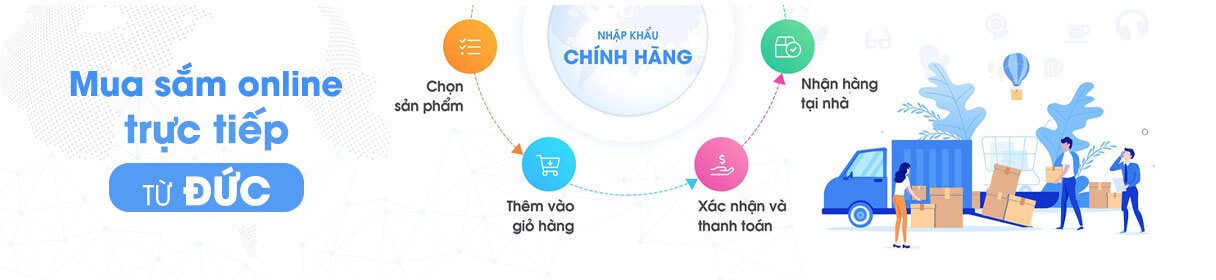 Mua sắm online
trực tiếp
TỪ ĐỨC
Chọn
sản phẩm
NHẬP KHẨU
CHÍNH HÃNG
Nhận hàng
tại nhà
Thêm vào
giỏ hàng
$
Xác nhận và
thanh toán